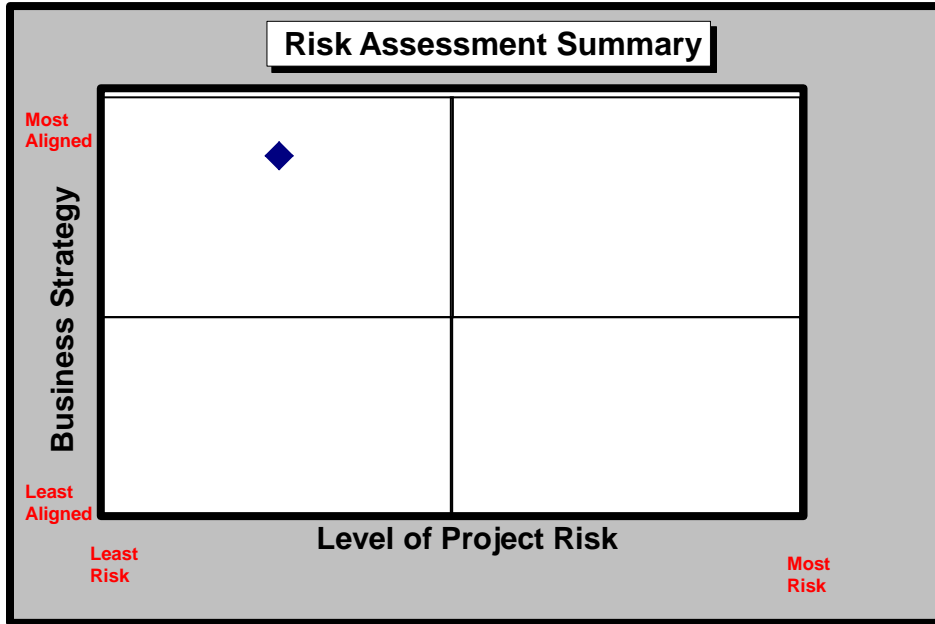 Risk Assessment Summary
Most
Aligned
Business Strategy
Least
Aligned
Level of Project Risk
Least
Risk
Most
Risk